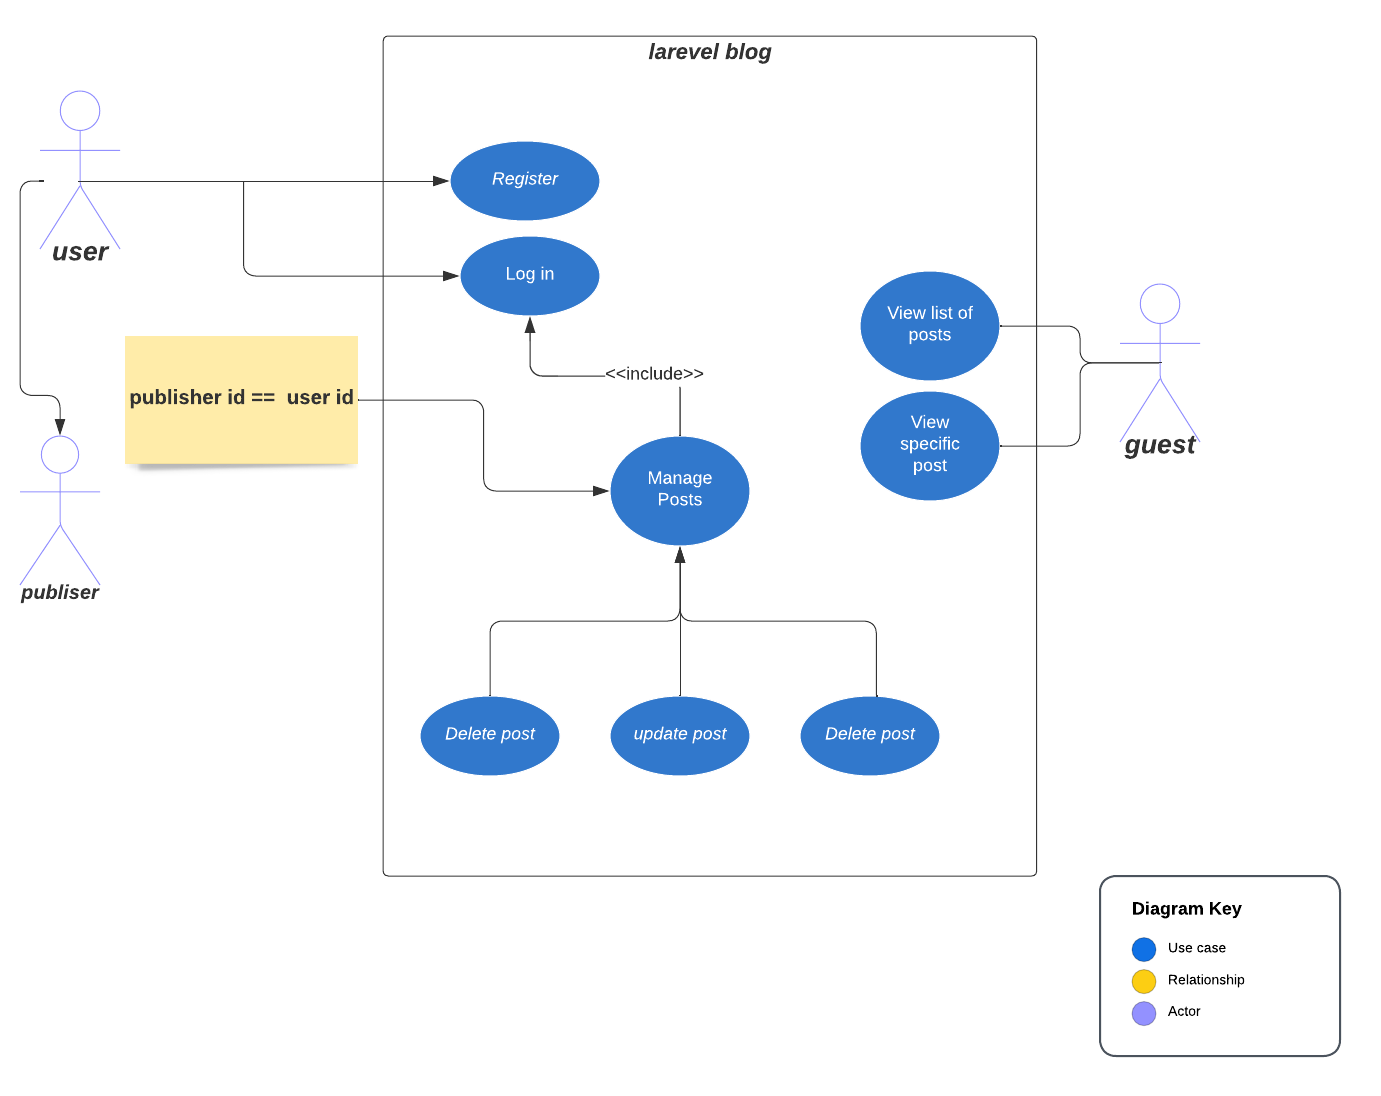 larevel blog
user
Register
Log in
View list of
posts
<<include>>
publisher id ==  user id
View
specific
post
guest
Manage
Posts
publiser
Delete post
update post
Delete post
Diagram Key
Use case
Relationship
Actor